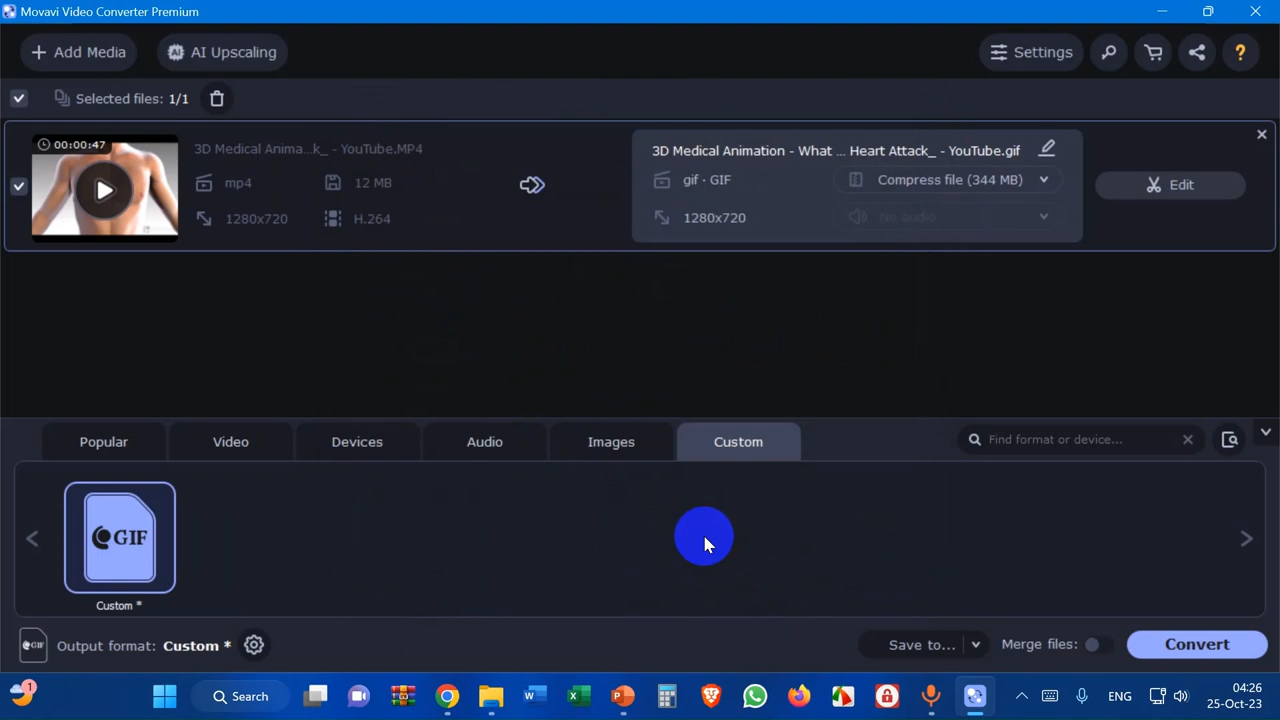 Movavi Video Converter Premium
+ Add Media
AI Upscaling
Settings
?
Selected files: 1/1
00:00:47
3D Medical Anima...k_ - YouTube.MP4
mp4
12 MB
1280x720
H.264
3D Medical Animation - What ... Heart Attack_ - YouTube.gif
gif · GIF
Compress file (344 MB)
1280x720
No audio
Edit
Popular
Video
Devices
Audio
Images
Custom
Find format or device...
GIF
Custom *
GIF
Output format: Custom *
Save to...
Merge files:
Convert
1
Search
ENG
04:26
25-Oct-23